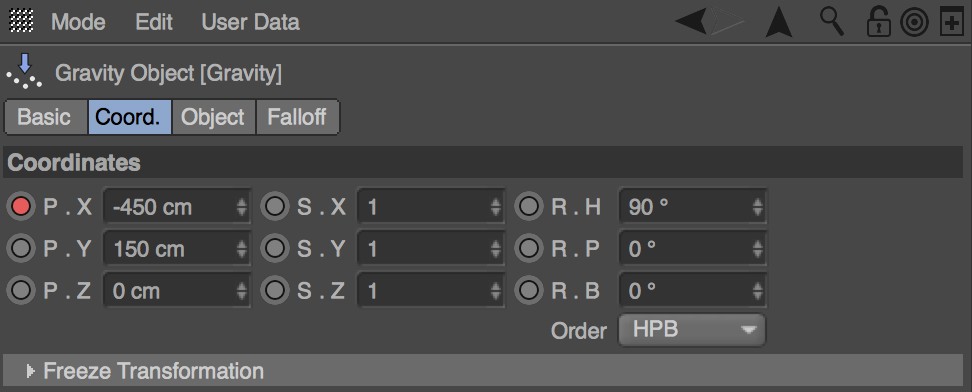 Mode Edit User Data
Gravity Object [Gravity]
Basic Coord. Object Falloff
Coordinates
P . X -450 cm S . X 1 R . H 90 °
P . Y 150 cm S . Y 1 R . P 0 °
P . Z 0 cm S . Z 1 R . B 0 °
Order HPB
Freeze Transformation